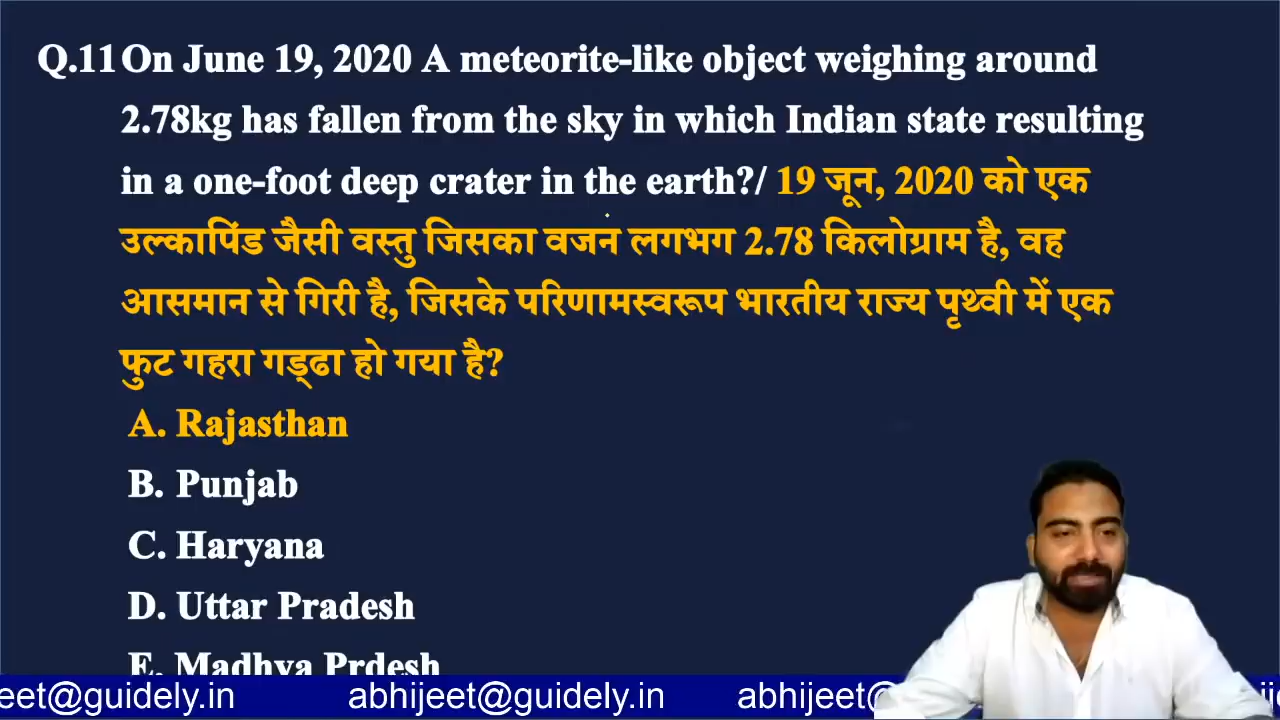 Q.11 On June 19, 2020 A meteorite-like object weighing around
2.78kg has fallen from the sky in which Indian state resulting
in a one-foot deep crater in the earth?/ 19 जून, 2020 को एक
उल्कापिंड जैसी वस्तु जिसका वजन लगभग 2.78 किलोग्राम है, वह
आसमान से गिरी है, जिसके परिणामस्वरूप भारतीय राज्य पृथ्वी में एक
फुट गहरा गड्ढा हो गया है?
A. Rajasthan
B. Punjab
C. Haryana
D. Uttar Pradesh
E. Madhya Prdesh
eet@guidely.in abhijeet@guidely.in abhijeet@